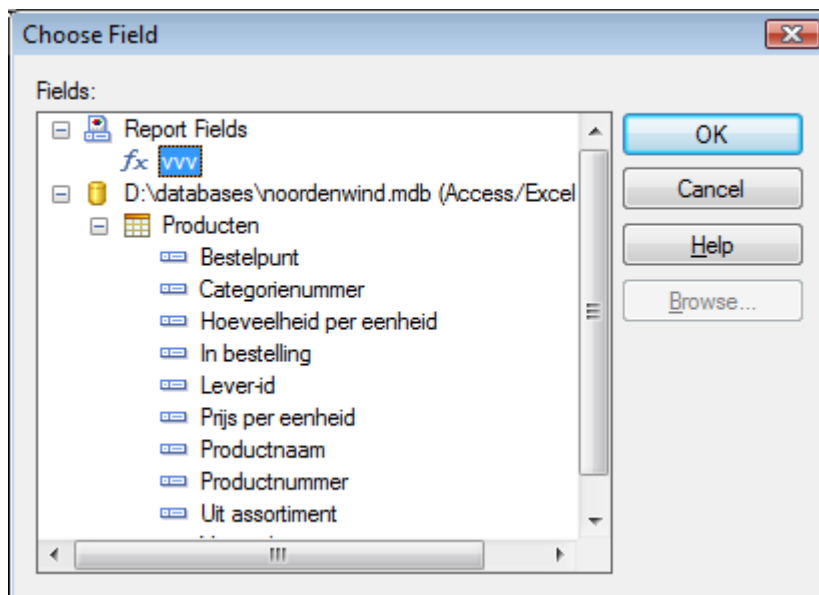 Choose Field
Fields:
Report Fields
fx vvv
D:\databases\noordenwind.mdb (Access/Excel
Producten
Bestelpunt
Categorienummer
Hoeveelheid per eenheid
In bestelling
Lever-id
Prijs per eenheid
Productnaam
Productnummer
Uit assortiment
OK
Cancel
Help
Browse...